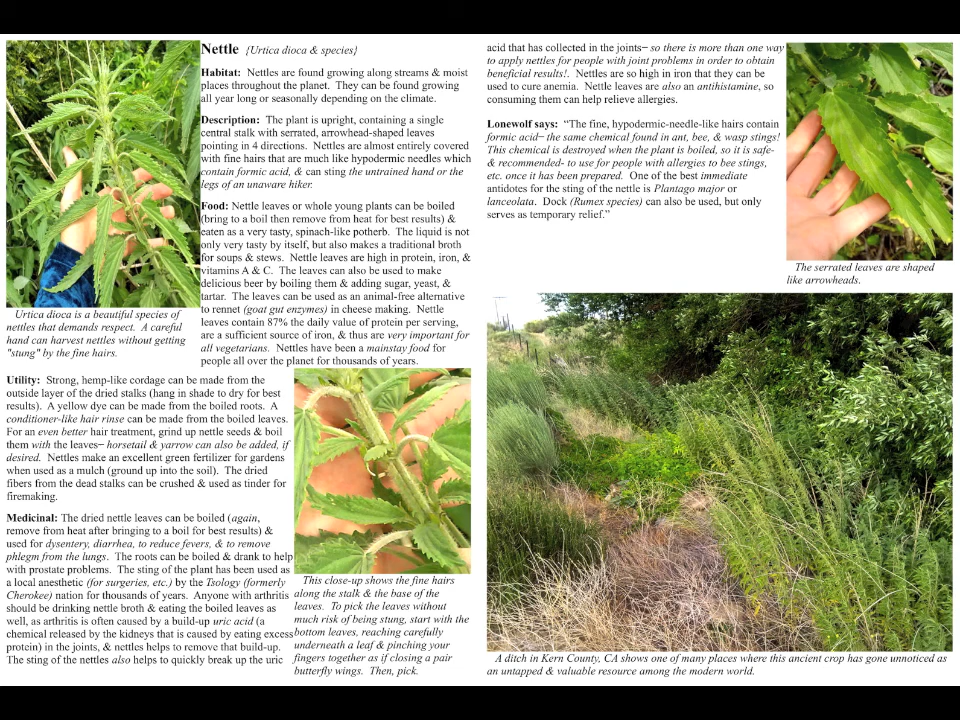 Nettle {Urtica dioca & species}
Habitat: Nettles are found growing along streams & moist
places throughout the planet. They can be found growing
all year long or seasonally depending on the climate.
Description: The plant is upright, containing a single
central stalk with serrated, arrowhead-shaped leaves
pointing in 4 directions. Nettles are almost entirely covered
with fine hairs that are much like hypodermic needles which
contain formic acid, & can sting the untrained hand or the
legs of an unaware hiker.
Food: Nettle leaves or whole young plants can be boiled
(bring to a boil then remove from heat for best results) &
eaten as a very tasty, spinach-like potherb. The liquid is not
only very tasty by itself, but also makes a traditional broth
for soups & stews. Nettle leaves are high in protein, iron, &
vitamins A & C. The leaves can also be used to make
delicious beer by boiling them & adding sugar, yeast, &
tartar. The leaves can be used as an animal-free alternative
to rennet (goat gut enzymes) in cheese making. Nettle
leaves contain 87% the daily value of protein per serving,
are a sufficient source of iron, & thus are very important for
all vegetarians. Nettles have been a mainstay food for
people all over the planet for thousands of years.
Urtica dioca is a beautiful species of
nettles that demands respect. A careful
hand can harvest nettles without getting
"stung" by the fine hairs.
Utility: Strong, hemp-like cordage can be made from the
outside layer of the dried stalks (hang in shade to dry for best
results). A yellow dye can be made from the boiled roots. A
conditioner-like hair rinse can be made from the boiled leaves.
For an even better hair treatment, grind up nettle seeds & boil
them with the leaves– horsetail & yarrow can also be added, if
desired. Nettles make an excellent green fertilizer for gardens
when used as a mulch (ground up into the soil). The dried
fibers from the dead stalks can be crushed & used as tinder for
firemaking.
Medicinal: The dried nettle leaves can be boiled (again,
remove from heat after bringing to a boil for best results) &
used for dysentery, diarrhea, to reduce fevers, & to remove
phlegm from the lungs. The roots can be boiled & drank to help
with prostate problems. The sting of the plant has been used as
a local anesthetic (for surgeries, etc.) by the Tsology (formerly
Cherokee) nation for thousands of years. Anyone with arthritis
should be drinking nettle broth & eating the boiled leaves as
well, as arthritis is often caused by a build-up uric acid (a
chemical released by the kidneys that is caused by eating excess
protein) in the joints, & nettles helps to remove that build-up.
The sting of the nettles also helps to quickly break up the uric
This close-up shows the fine hairs
along the stalk & the base of the
leaves. To pick the leaves without
much risk of being stung, start with the
bottom leaves, reaching carefully
underneath a leaf & pinching your
fingers together as if closing a pair
butterfly wings. Then, pick.
acid that has collected in the joints– so there is more than one way
to apply nettles for people with joint problems in order to obtain
beneficial results!. Nettles are so high in iron that they can be
used to cure anemia. Nettle leaves are also an antihistamine, so
consuming them can help relieve allergies.
Lonewolf says: “The fine, hypodermic-needle-like hairs contain
formic acid– the same chemical found in ant, bee, & wasp stings!
This chemical is destroyed when the plant is boiled, so it is safe-
& recommended- to use for people with allergies to bee stings,
etc. once it has been prepared. One of the best immediate
antidotes for the sting of the nettle is Plantago major or
lanceolata. Dock (Rumex species) can also be used, but only
serves as temporary relief.”
The serrated leaves are shaped
like arrowheads.
A ditch in Kern County, CA shows one of many places where this ancient crop has gone unnoticed as
an untapped & valuable resource among the modern world.